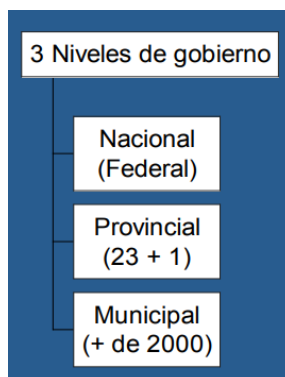 3 Niveles de gobierno
Nacional
(Federal)
Provincial
(23 + 1)
Municipal
(+ de 2000)